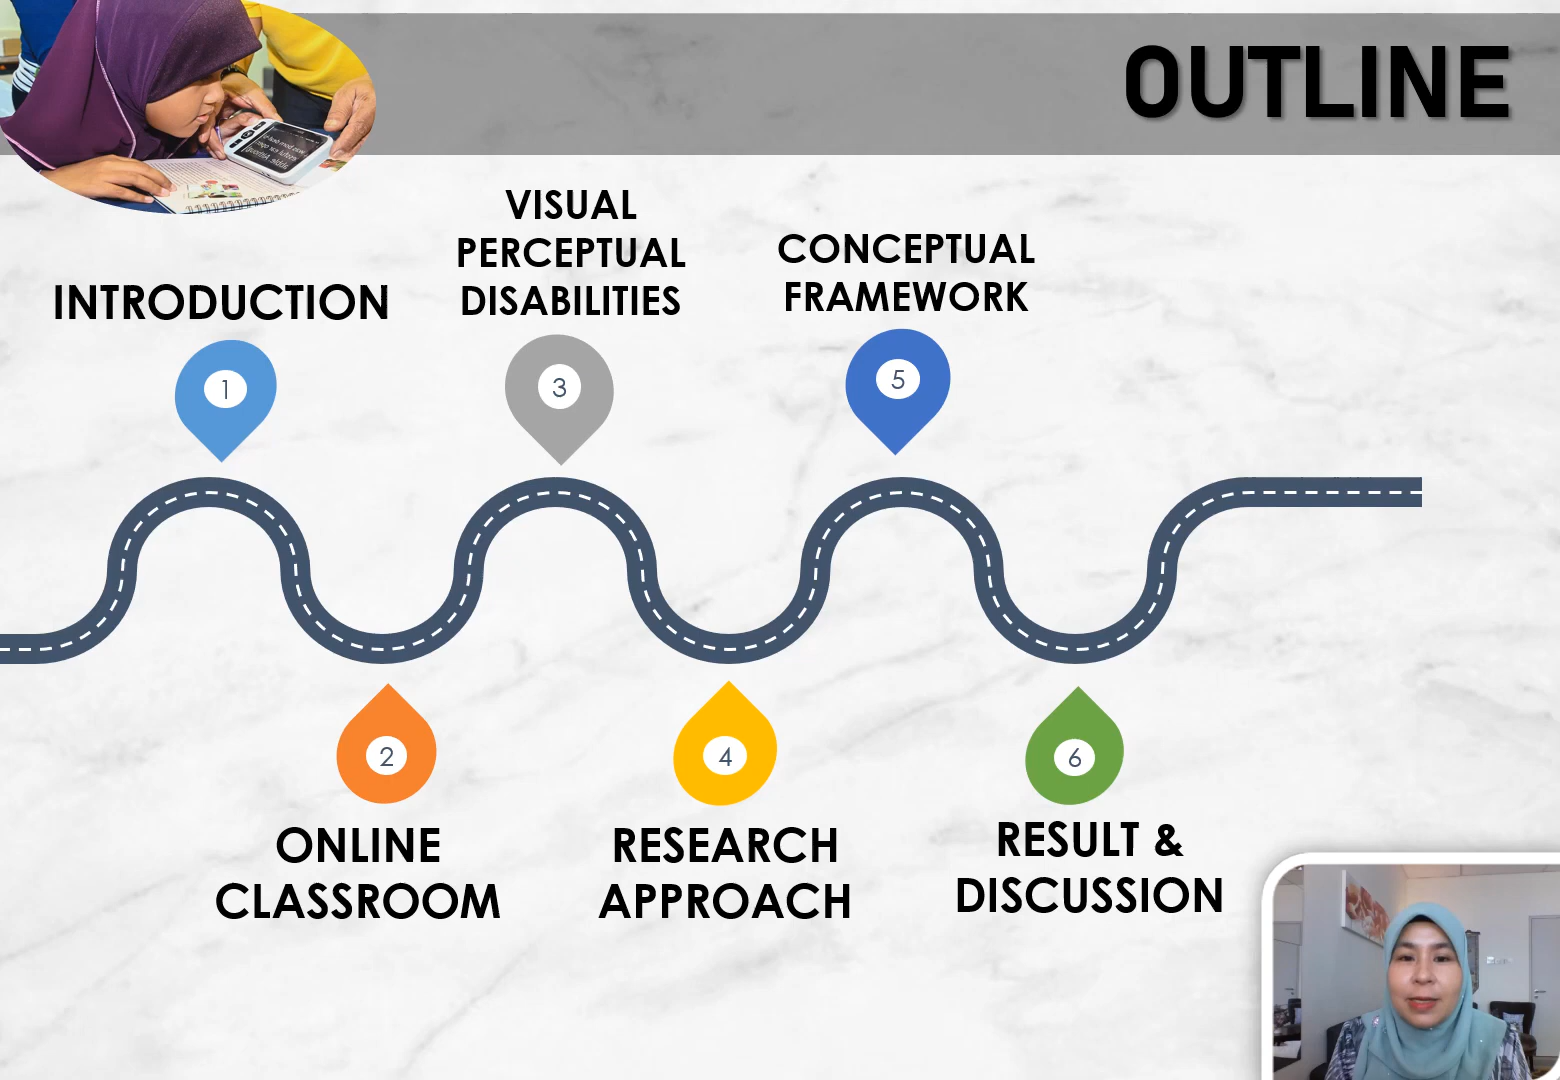 OUTLINE
INTRODUCTION
1
VISUAL
PERCEPTUAL
DISABILITIES
3
CONCEPTUAL
FRAMEWORK
5
2
ONLINE
CLASSROOM
4
RESEARCH
APPROACH
6
RESULT &
DISCUSSION